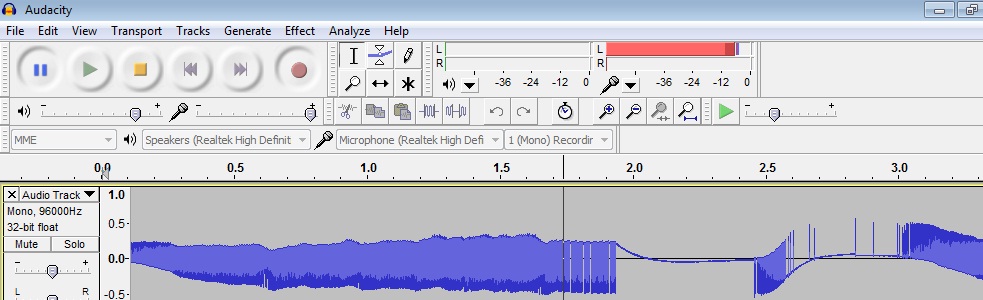 Audacity
File Edit View Transport Tracks Generate Effect Analyze Help
L
R
-36 -24 -12 0
L
R
-36 -24 -12 0
- +
- +
- +
MME
Speakers (Realtek High Definit
Microphone (Realtek High Defi
1 (Mono) Recordir
0.0 0.5 1.0 1.5 2.0 2.5 3.0
X Audio Track
1.0
Mono, 96000Hz
0.5
32-bit float
Mute Solo
0.0
- +
L R
-0.5